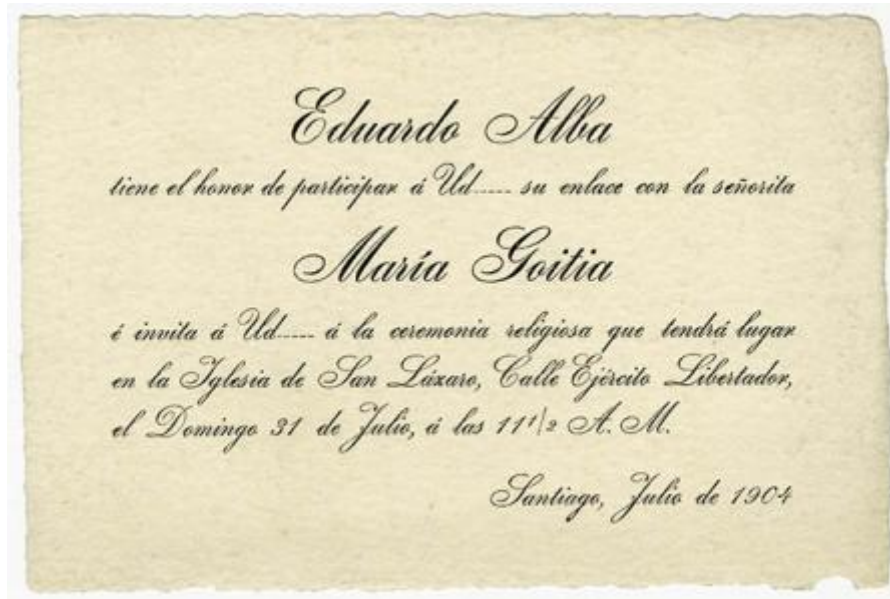 Eduardo Alba
tiene el honor de participar á Ud..... su enlace con la señorita
María Goitia
é invita á Ud..... á la ceremonia religiosa que tendrá lugar
en la Iglesia de San Lázaro, Calle Ejército Libertador,
el Domingo 31 de Julio, á las 11 1/2 A. M.
Santiago, Julio de 1904